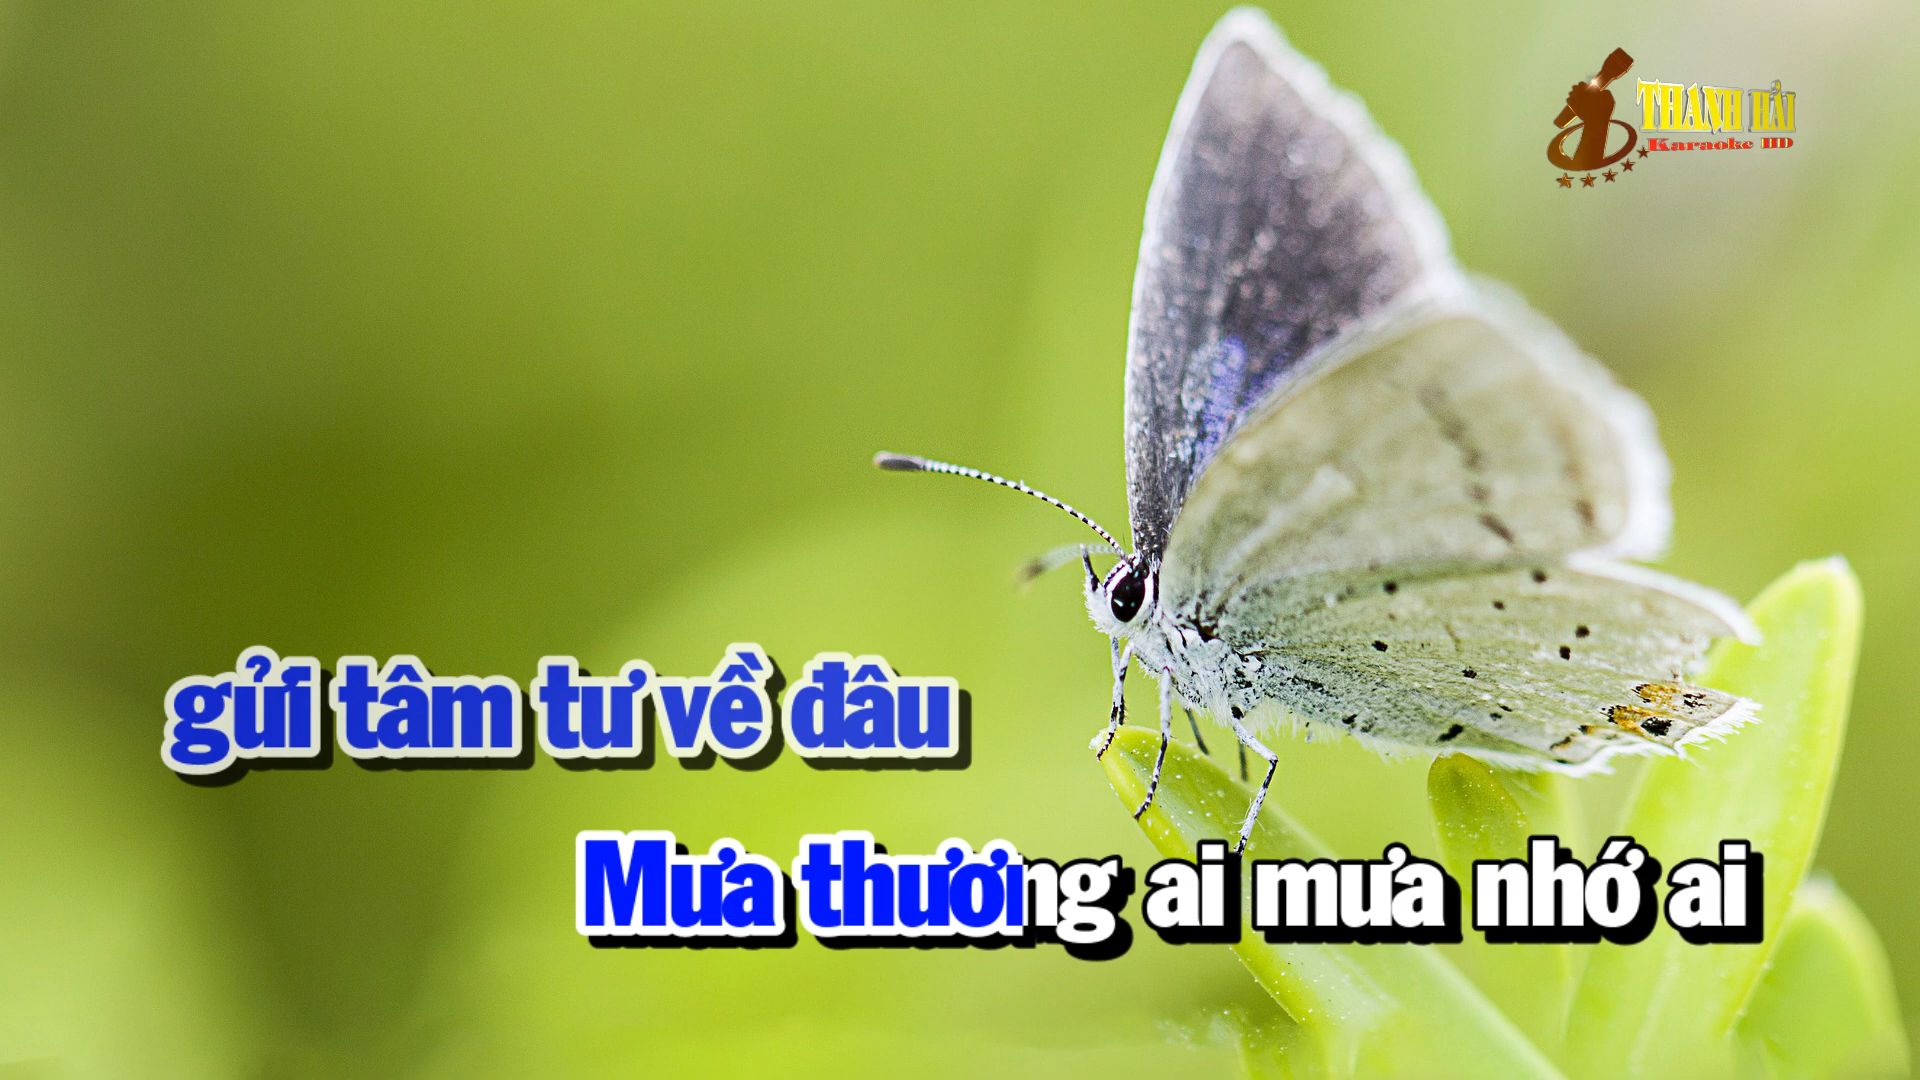 THANH HẢI
Karaoke HD
gửi tâm tư về đâu
Mưa thương ai mưa nhớ ai